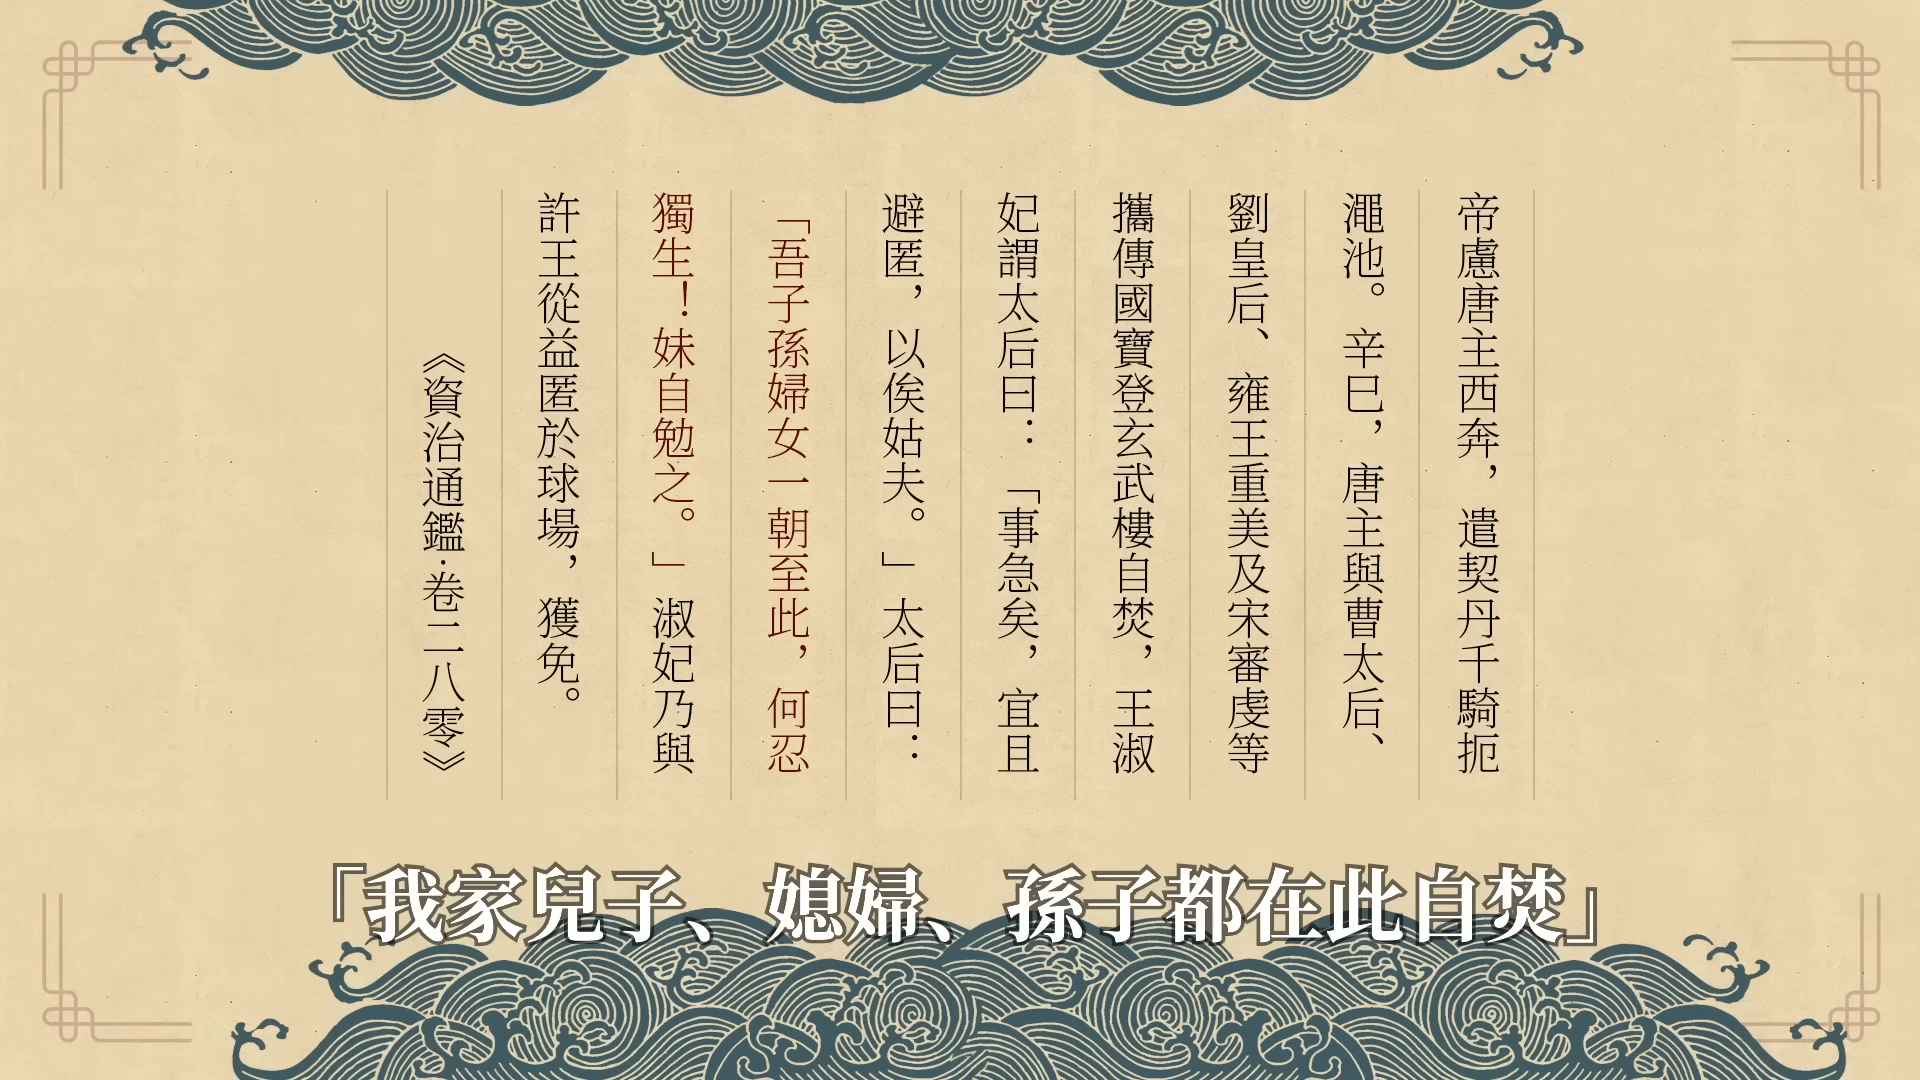 帝慮唐主西奔，遣契丹千騎扼
澠池。辛巳，唐主與曹太后、
劉皇后、雍王重美及宋審虔等
攜傳國寶登玄武樓自焚，王淑
妃謂太后曰：「事急矣，宜且
避匿，以俟姑夫。」太后曰：
「吾子孫婦女一朝至此，何忍
獨生！妹自勉之。」淑妃乃與
許王從益匿於球場，獲免。
《資治通鑑·卷二八零》
「我家兒子、媳婦、孫子都在此自焚」